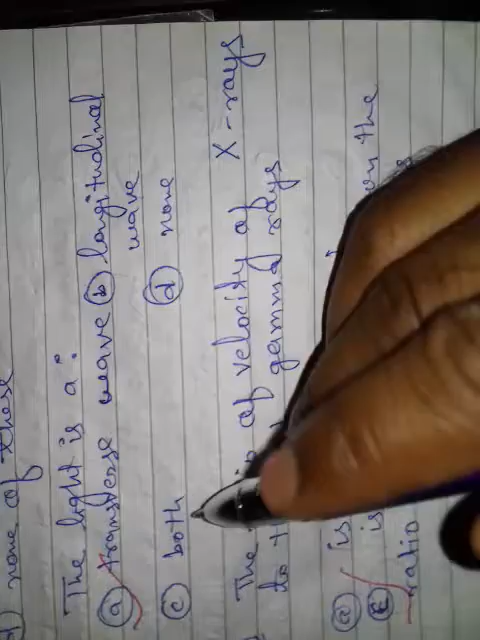 d) none of these
The light is a :
(a) transverse wave (b) longitudinal
wave
(c) both (d) none
The of velocity of X-rays
to gamma rays
(a) is the
(c) is
ratio